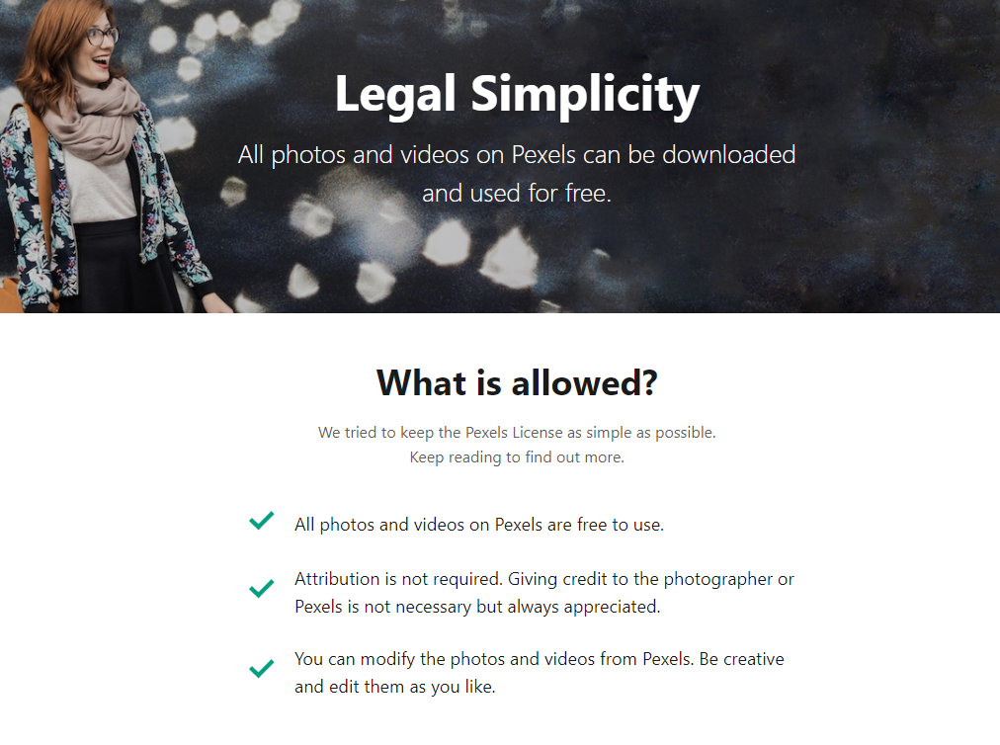 Legal Simplicity
All photos and videos on Pexels can be downloaded
and used for free.
What is allowed?
We tried to keep the Pexels License as simple as possible.
Keep reading to find out more.
All photos and videos on Pexels are free to use.
Attribution is not required. Giving credit to the photographer or
Pexels is not necessary but always appreciated.
You can modify the photos and videos from Pexels. Be creative
and edit them as you like.